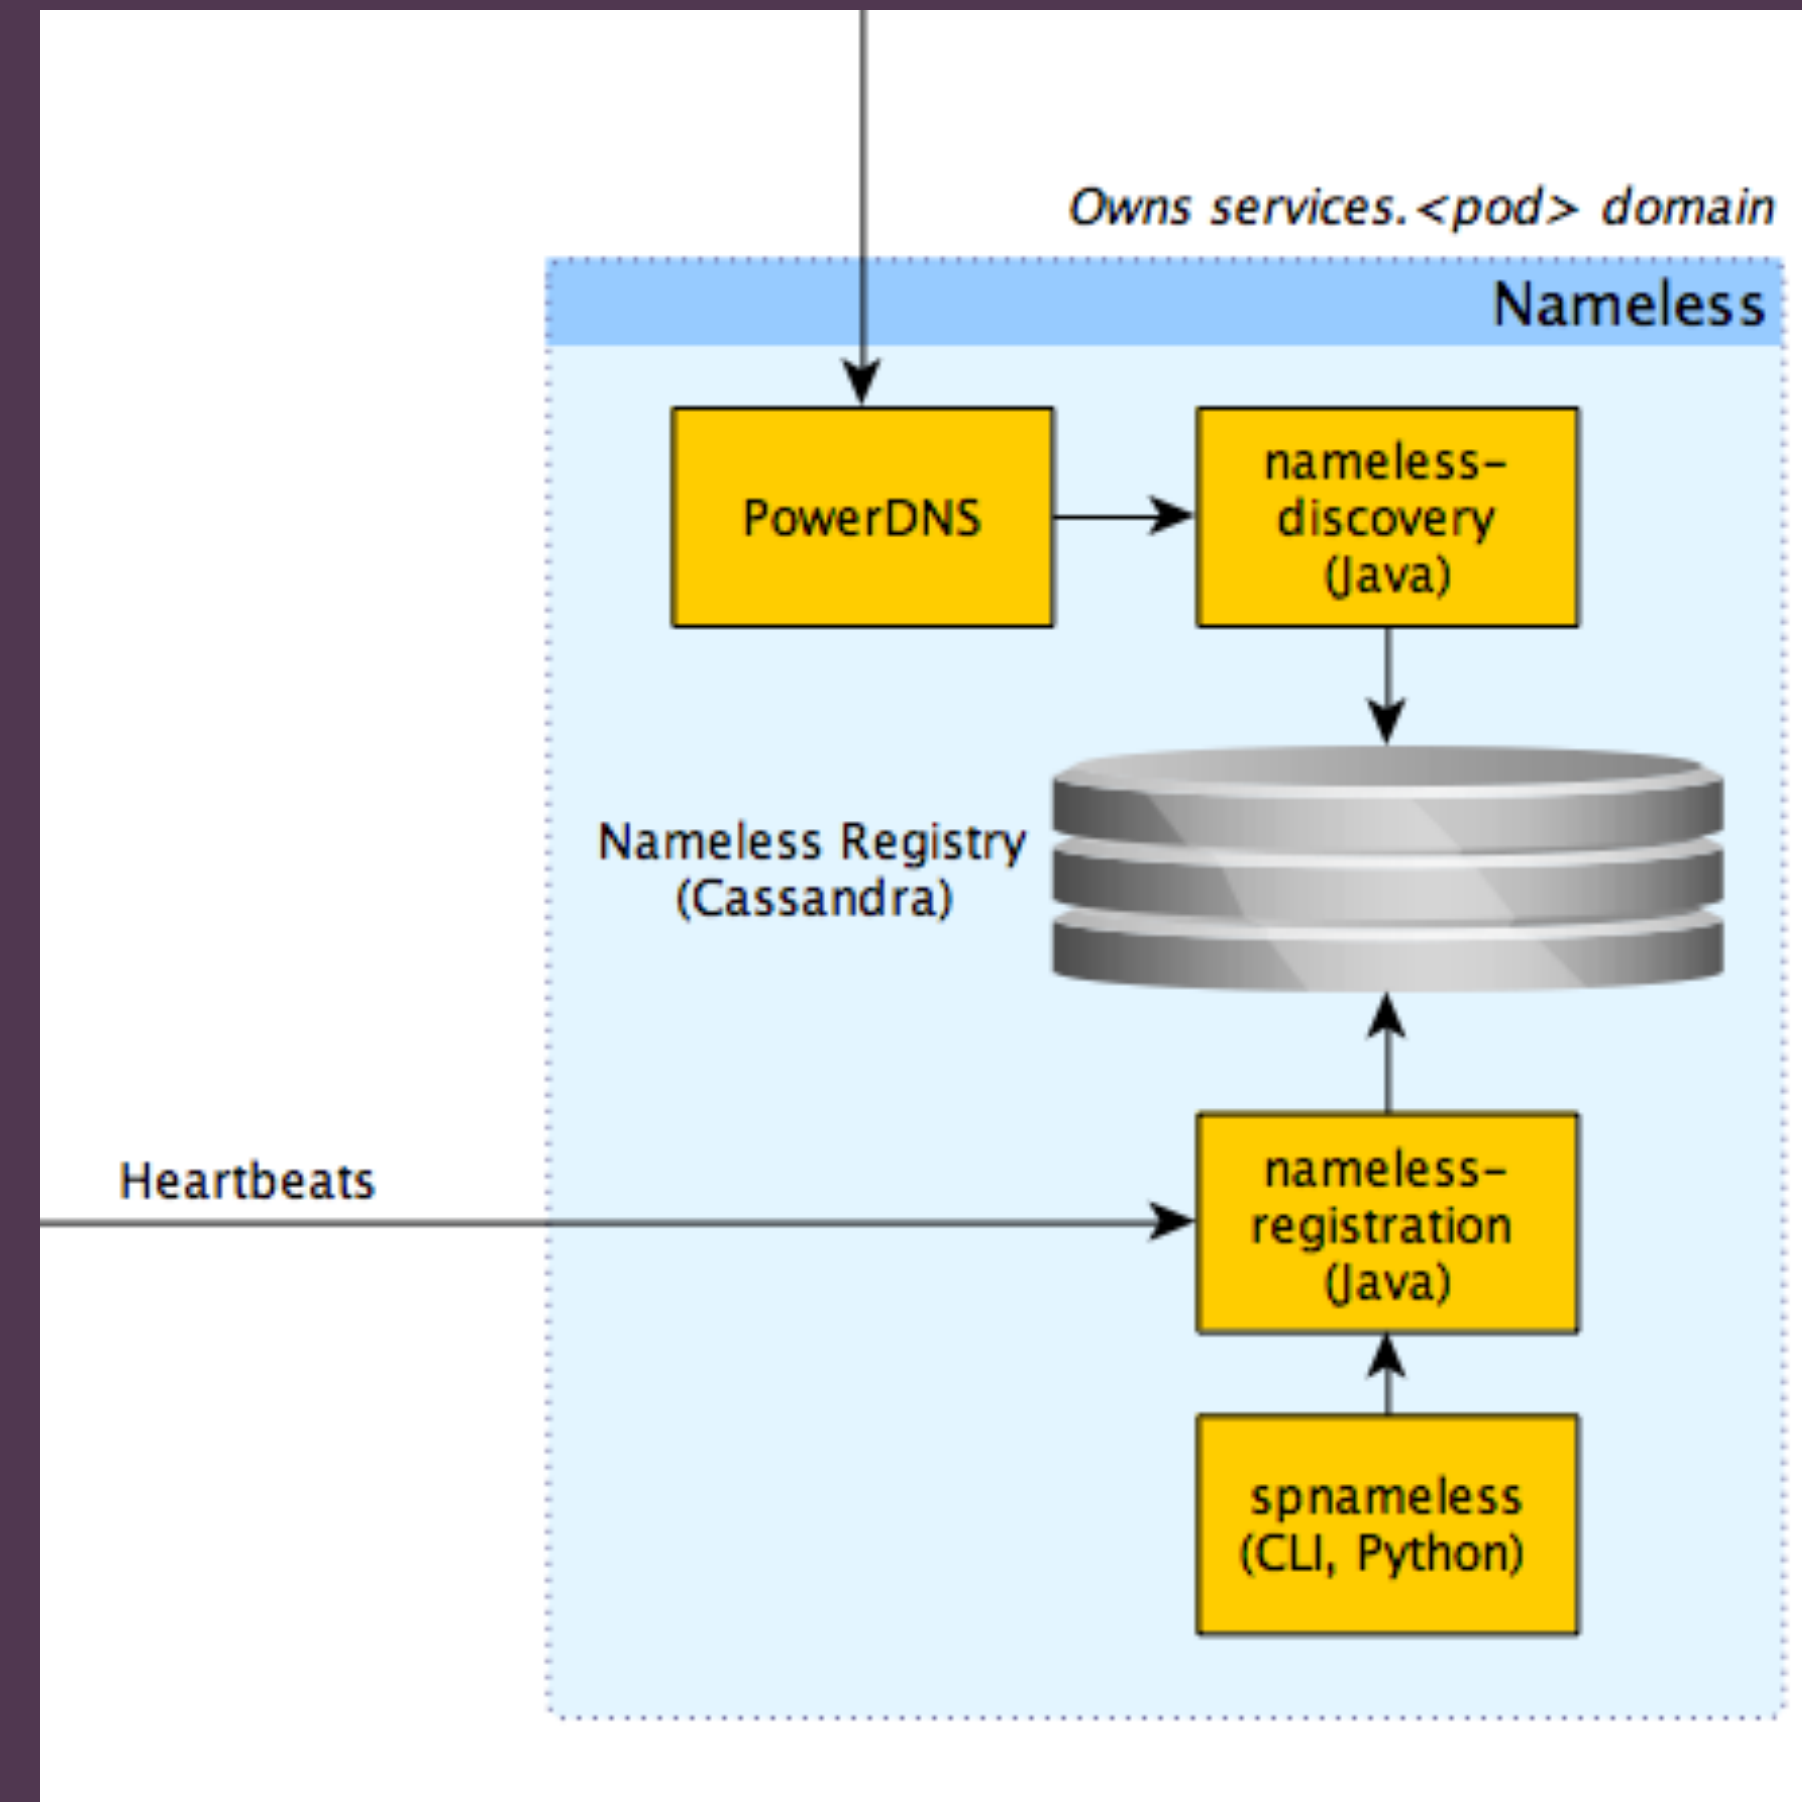 Owns services.<pod> domain
Nameless
PowerDNS
nameless–
discovery
(Java)
Nameless Registry
(Cassandra)
Heartbeats
nameless–
registration
(Java)
spnameless
(CLI, Python)